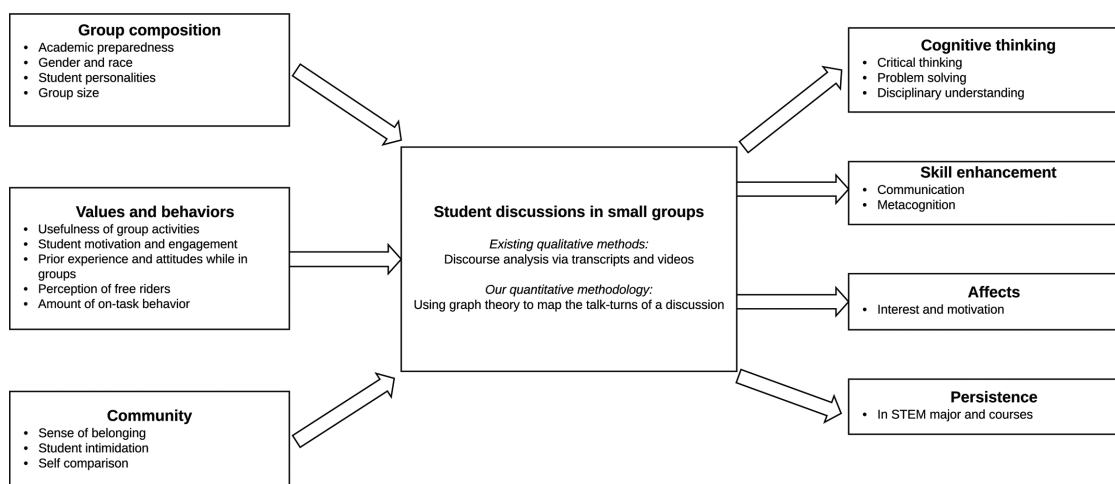 Group composition
• Academic preparedness
• Gender and race
• Student personalities
• Group size
Values and behaviors
• Usefulness of group activities
• Student motivation and engagement
• Prior experience and attitudes while in
groups
• Perception of free riders
• Amount of on-task behavior
Community
• Sense of belonging
• Student intimidation
• Self comparison
Student discussions in small groups
Existing qualitative methods:
Discourse analysis via transcripts and videos
Our quantitative methodology:
Using graph theory to map the talk-turns of a discussion
Cognitive thinking
• Critical thinking
• Problem solving
• Disciplinary understanding
Skill enhancement
• Communication
• Metacognition
Affects
• Interest and motivation
Persistence
• In STEM major and courses